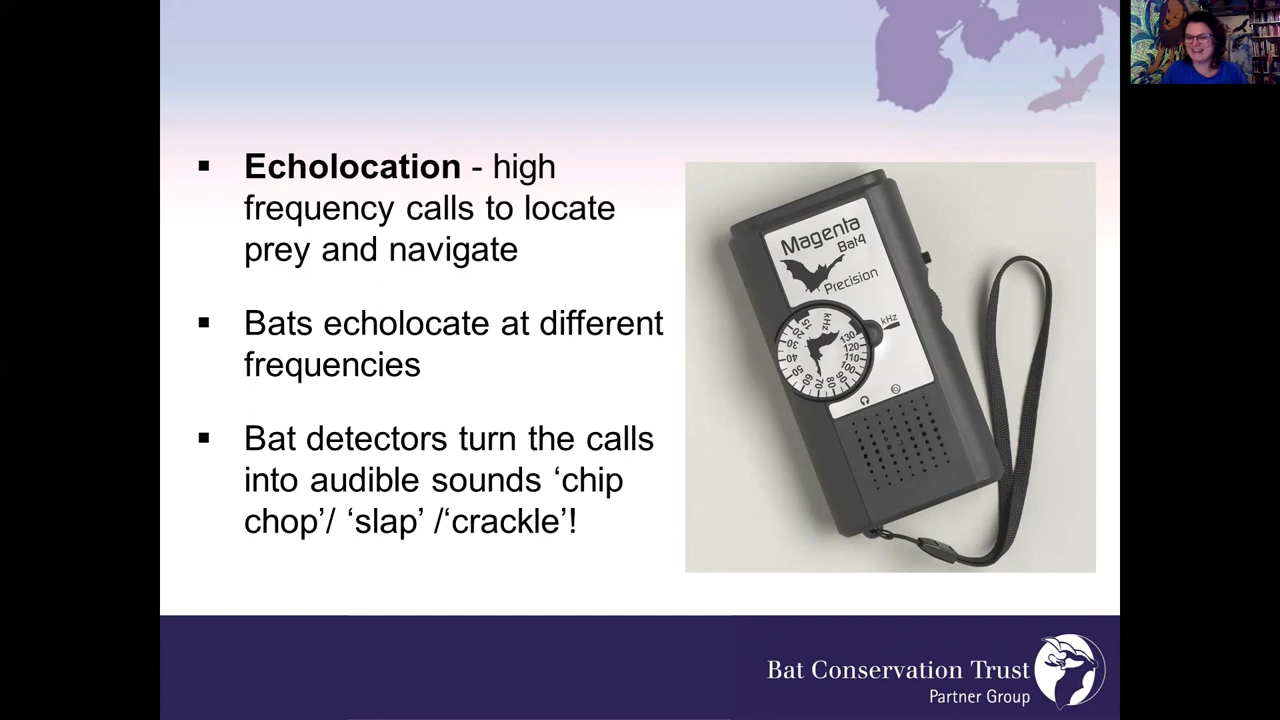 Echolocation - high
frequency calls to locate
prey and navigate
Bats echolocate at different
frequencies
Bat detectors turn the calls
into audible sounds ‘chip
chop’/ ‘slap’ /‘crackle’!
Magenta
Bat4
Precision
kHz
kHz
15
20
30
40
50
60
70
80
90
100
110
120
130
Bat Conservation Trust
Partner Group